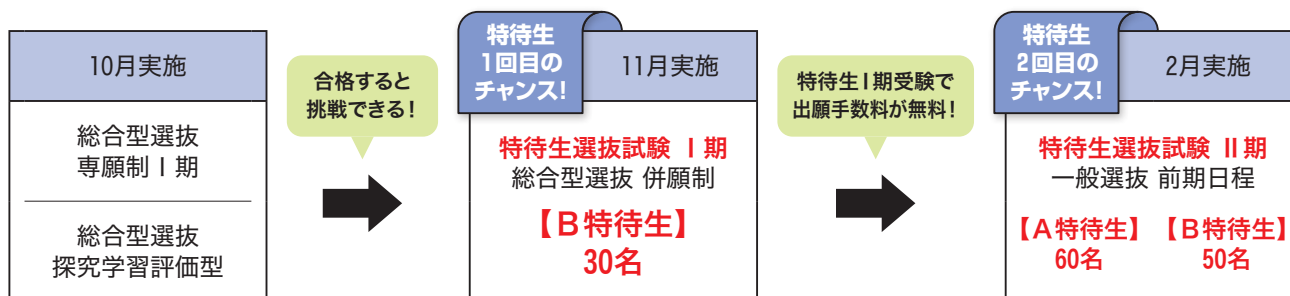 10月実施
総合型選抜
専願制Ⅰ期
総合型選抜
探究学習評価型
合格すると
挑戦できる!
特待生
1回目の
チャンス!
11月実施
特待生選抜試験 Ⅰ期
総合型選抜 併願制
【B特待生】
30名
特待生Ⅰ期受験で
出願手数料が無料!
特待生
2回目の
チャンス!
2月実施
特待生選抜試験 Ⅱ期
一般選抜 前期日程
【A特待生】 【B特待生】
60名 50名